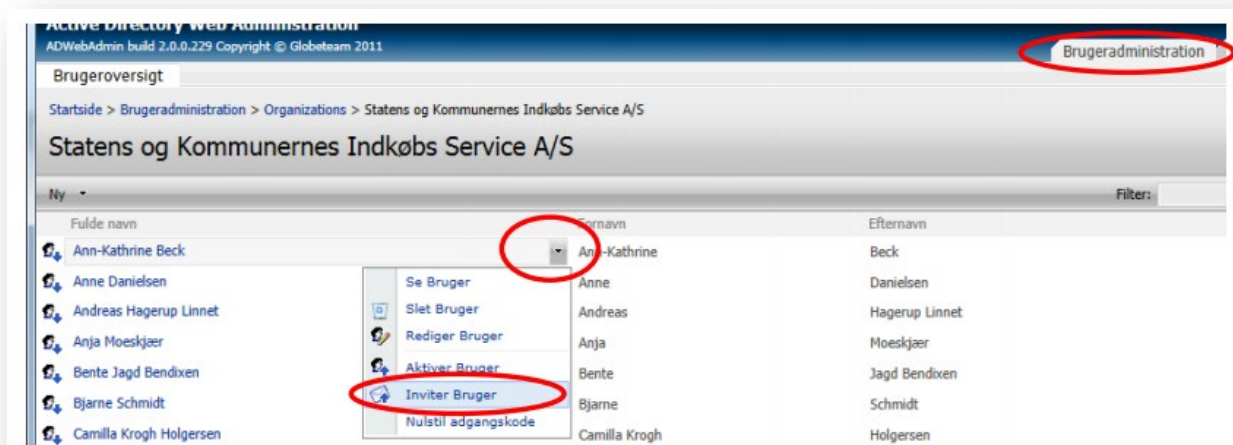 Active Directory Web Administration
ADWebAdmin build 2.0.0.229 Copyright © Globeteam 2011
Brugeradministration
Brugeroversigt
Startside > Brugeradministration > Organizations > Statens og Kommunernes Indkøbs Service A/S
Statens og Kommunernes Indkøbs Service A/S
Ny
Filter:
Fulde navn Fornavn Efternavn
Ann-Kathrine Beck Ann-Kathrine Beck
Anne Danielsen Se Bruger Anne Danielsen
Andreas Hagerup Linnet Slet Bruger Andreas Hagerup Linnet
Anja Moeskjær Rediger Bruger Anja Moeskjær
Bente Jagd Bendixen Aktiver Bruger Bente Jagd Bendixen
Bjarne Schmidt Inviter Bruger Bjarne Schmidt
Camilla Krogh Holgersen Nulstil adgangskode Camilla Krogh Holgersen